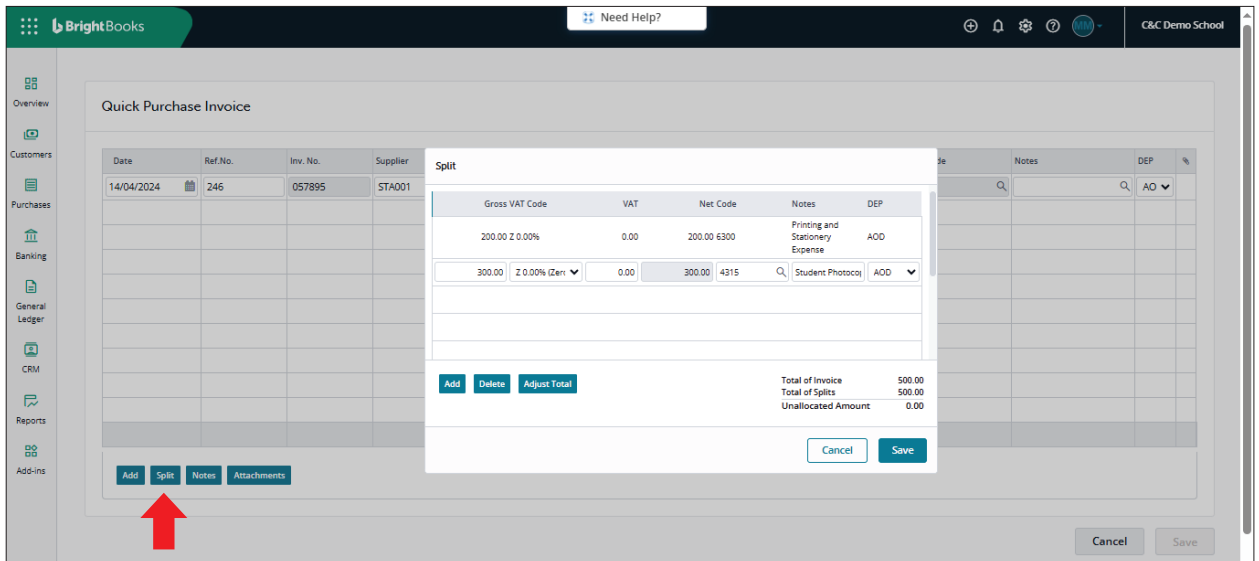 BrightBooks
Need Help?
MM
C&C Demo School
Overview
Customers
Purchases
Banking
General
Ledger
CRM
Reports
Add-ins
Quick Purchase Invoice
Date Ref.No. Inv. No. Supplier de Notes DEP
14/04/2024 246 057895 STA001 AO
Split
Gross VAT Code VAT Net Code Notes DEP
200.00 Z 0.00% 0.00 200.00 6300 Printing and
Stationery
Expense AOD
300.00 Z 0.00% (Zer 0.00 300.00 4315 Student Photocop AOD
Add Delete Adjust Total
Total of Invoice 500.00
Total of Splits 500.00
Unallocated Amount 0.00
Cancel Save
Add Split Notes Attachments
Cancel Save